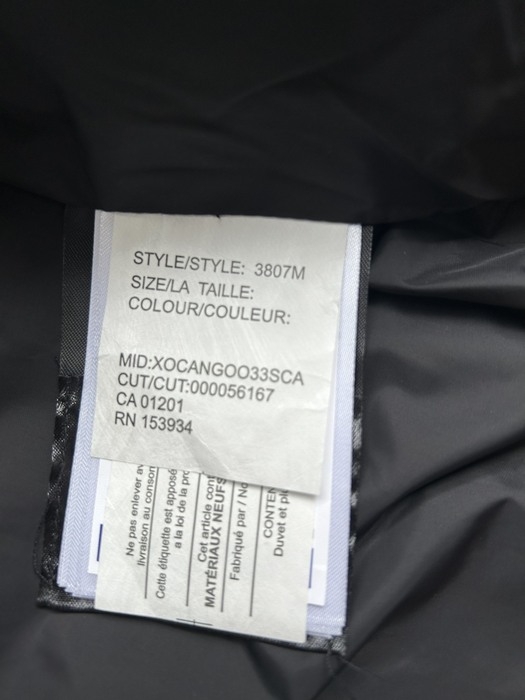 STYLE/STYLE: 3807M
SIZE/LA TAILLE:
COLOUR/COULEUR:
MID:XOCANGOO33SCA
CUT/CUT:000056167
CA 01201
RN 153934
Ne pas enlever av
livraison au consom
Cette étiquette est apposé
a la loi de la pro
Cet article cont
MATÉRIAUX NEUFS
Fabriqué par / No
CONTEN
Duvet et pl